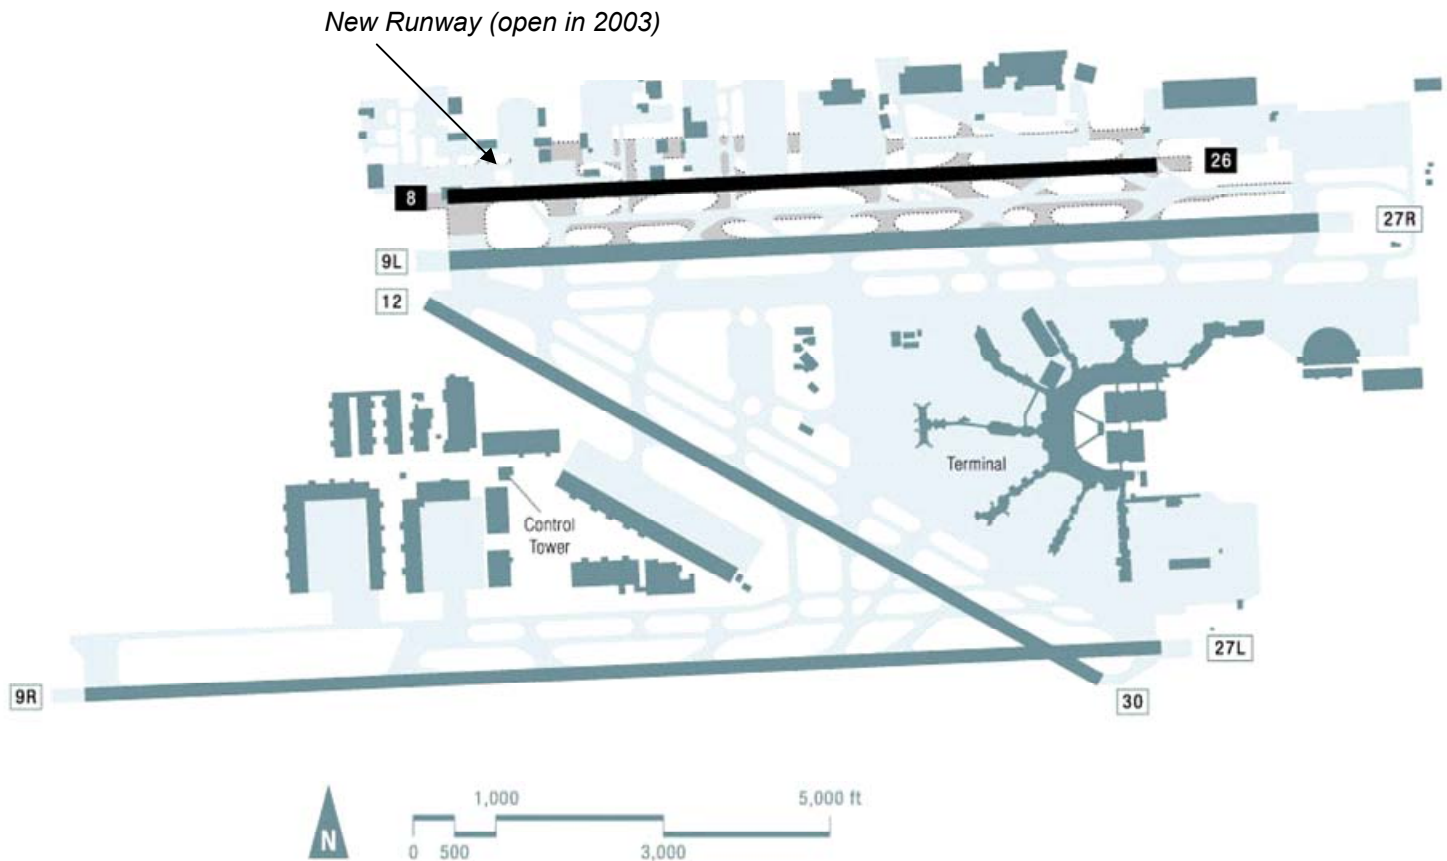 New Runway (open in 2003)
26
8
27R
9L
12
Terminal
Control
Tower
27L
9R
30
1,000
5,000 ft
N
0
500
3,000